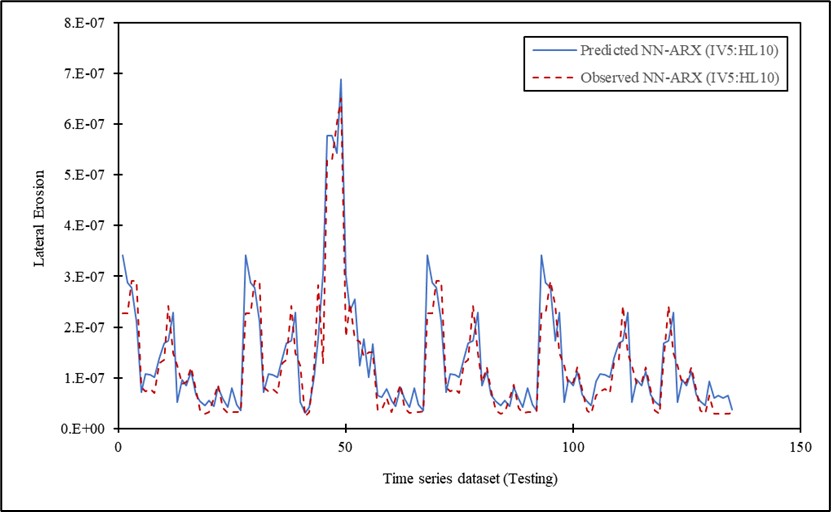 8.E-07
7.E-07
6.E-07
5.E-07
4.E-07
3.E-07
2.E-07
1.E-07
0.E+00
Lateral Erosion
Predicted NN-ARX (IV5:HL10)
Observed NN-ARX (IV5:HL10)
0 50 100 150
Time series dataset (Testing)